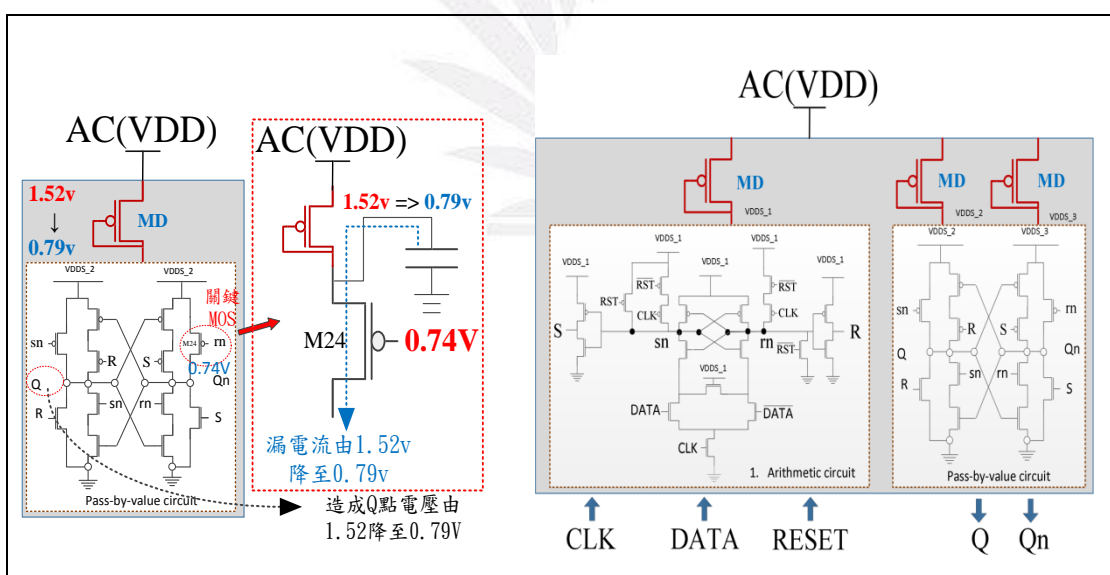 AC(VDD)
1.52v
↓
0.79v
MD
VDDS_2
VDDS_2
關鍵
MOS
sn
R
S
M24
rn
0.74V
Q
Qn
R
sn
rn
S
Pass-by-value circuit
AC(VDD)
1.52v => 0.79v
M24
0.74V
漏電流由1.52v
降至0.79v
造成Q點電壓由
1.52降至0.79V
AC(VDD)
MD
VDDS_1
MD
VDDS_2
MD
VDDS_3
VDDS_1
VDDS_1
VDDS_1
VDDS_1
VDDS_1
RST
RST
CLK
RST
CLK
S
sn
rn
RST
R
VDDS_1
DATA
DATA
CLK
1. Arithmetic circuit
VDDS_2
VDDS_3
sn
R
S
rn
Q
Qn
R
sn
rn
S
Pass-by-value circuit
CLK
DATA
RESET
Q
Qn